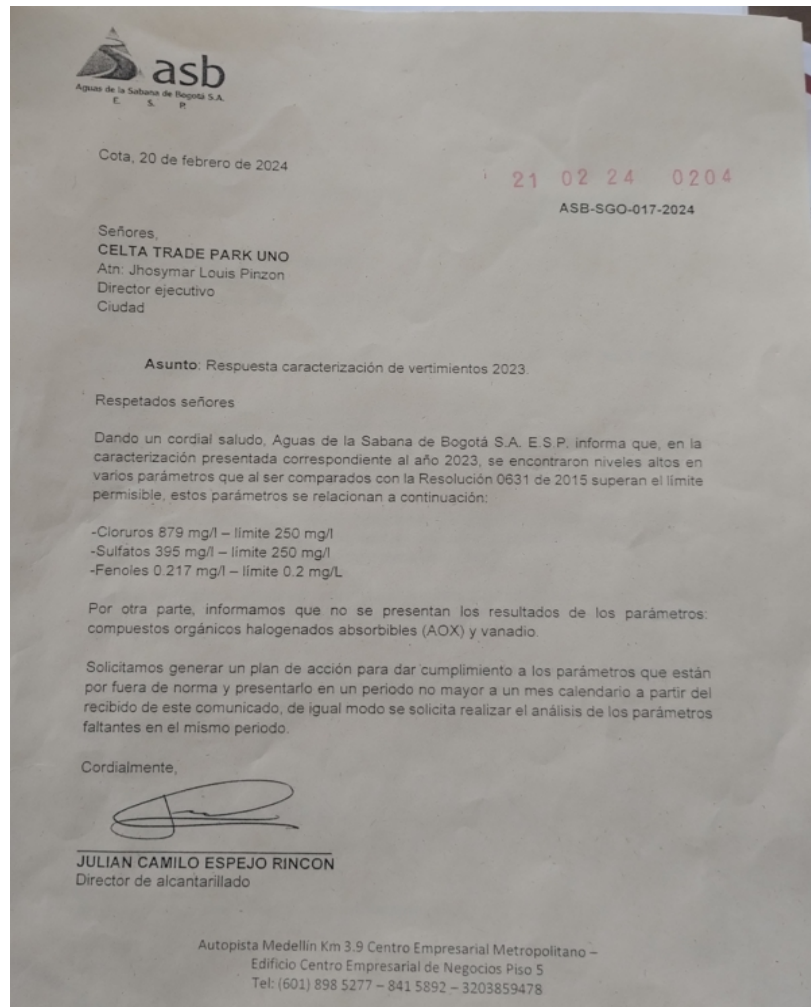 asb
Aguas de la Sabana de Bogotá S.A.
E. S. P.
Cota, 20 de febrero de 2024
21 02 24 0204
ASB-SGO-017-2024
Señores,
CELTA TRADE PARK UNO
Atn: Jhosymar Louis Pinzon
Director ejecutivo
Ciudad
Asunto: Respuesta caracterización de vertimientos 2023.
Respetados señores
Dando un cordial saludo, Aguas de la Sabana de Bogotá S.A. E.S.P. informa que, en la
caracterización presentada correspondiente al año 2023, se encontraron niveles altos en
varios parámetros que al ser comparados con la Resolución 0631 de 2015 superan el límite
permisible, estos parámetros se relacionan a continuación:
-Cloruros 879 mg/l – límite 250 mg/l
-Sulfatos 395 mg/l – límite 250 mg/l
-Fenoles 0.217 mg/l – límite 0.2 mg/L
Por otra parte, informamos que no se presentan los resultados de los parámetros:
compuestos orgánicos halogenados absorbibles (AOX) y vanadio.
Solicitamos generar un plan de acción para dar cumplimiento a los parámetros que están
por fuera de norma y presentarlo en un periodo no mayor a un mes calendario a partir del
recibido de este comunicado, de igual modo se solicita realizar el análisis de los parámetros
faltantes en el mismo periodo.
Cordialmente,
JULIAN CAMILO ESPEJO RINCON
Director de alcantarillado
Autopista Medellín Km 3.9 Centro Empresarial Metropolitano –
Edificio Centro Empresarial de Negocios Piso 5
Tel: (601) 898 5277 – 841 5892 – 3203859478